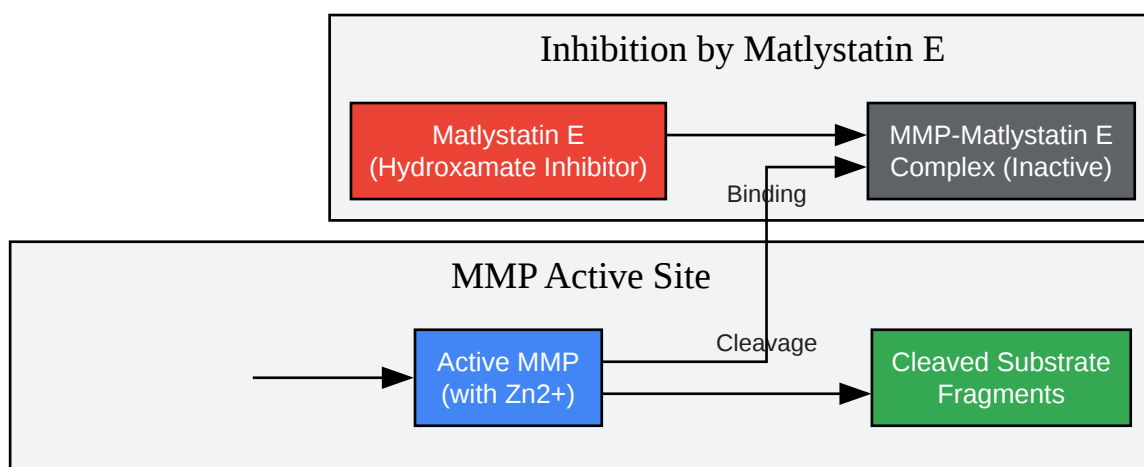 Inhibition by Matlystatin E
Matlystatin E
(Hydroxamate Inhibitor)
MMP-Matlystatin E
Complex (Inactive)
Binding
MMP Active Site
Active MMP
(with Zn2+)
Cleavage
Cleaved Substrate
Fragments